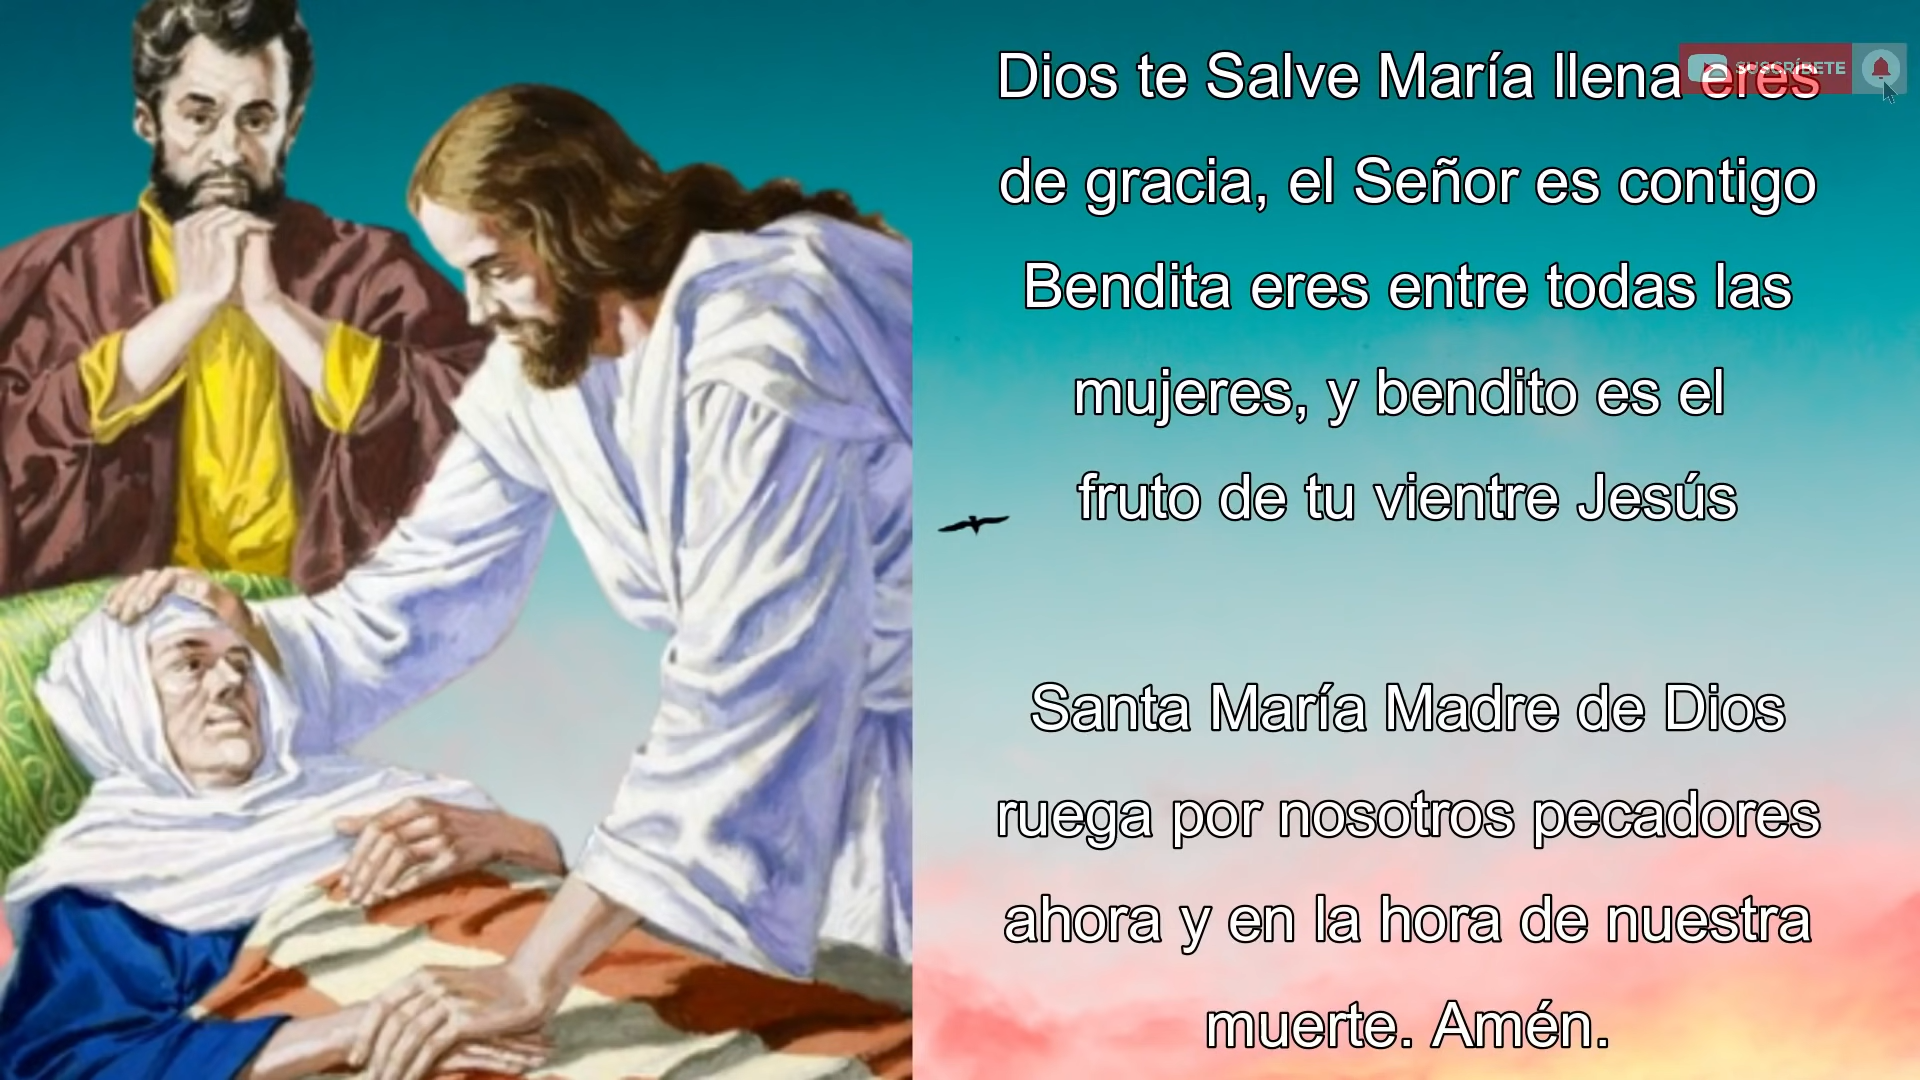 Dios te Salve María llena eres
SUSCRÍBETE
de gracia, el Señor es contigo
Bendita eres entre todas las
mujeres, y bendito es el
fruto de tu vientre Jesús
Santa María Madre de Dios
ruega por nosotros pecadores
ahora y en la hora de nuestra
muerte. Amén.